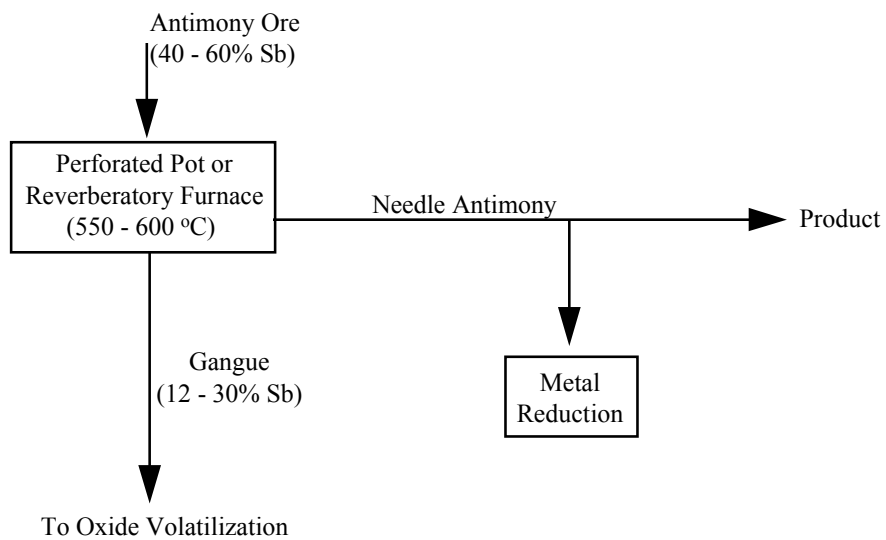 Antimony Ore
(40 - 60% Sb)
Perforated Pot or
Reverberatory Furnace
(550 - 600 ºC)
Needle Antimony
Product
Gangue
(12 - 30% Sb)
Metal
Reduction
To Oxide Volatilization